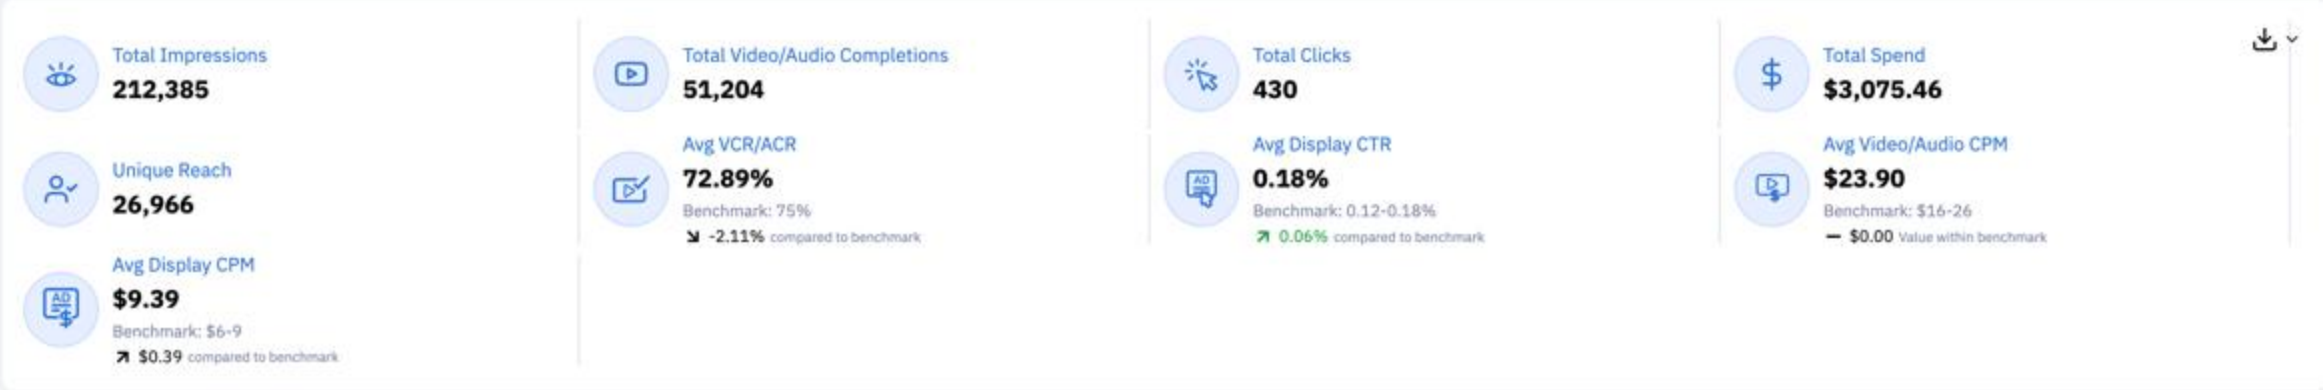 Total Impressions
212,385
Total Video/Audio Completions
51,204
Total Clicks
430
Total Spend
$3,075.46
Unique Reach
26,966
Avg VCR/ACR
72.89%
Benchmark: 75%
-2.11% compared to benchmark
Avg Display CTR
0.18%
Benchmark: 0.12-0.18%
0.06% compared to benchmark
Avg Video/Audio CPM
$23.90
Benchmark: $16-26
$0.00 Value within benchmark
Avg Display CPM
$9.39
Benchmark: $6-9
$0.39 compared to benchmark